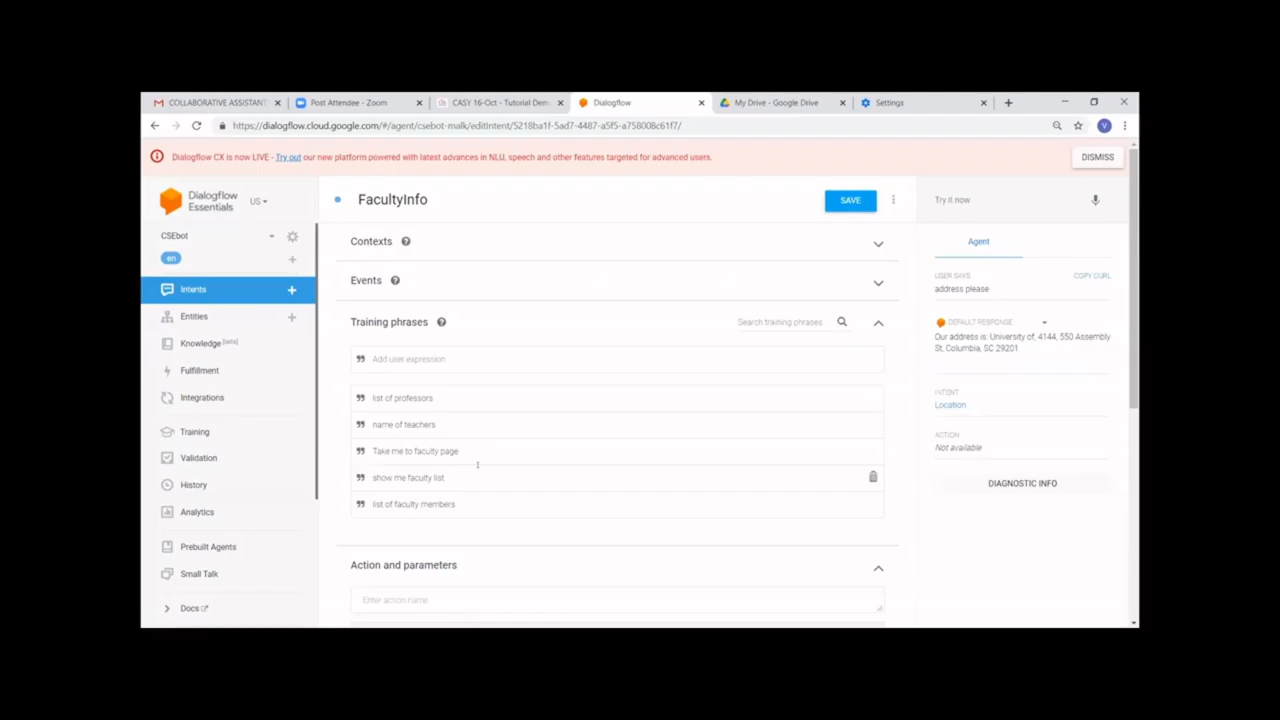 COLLABORATIVE ASSISTANT
Post Attendee - Zoom
CASY 16-Oct - Tutorial Dem
Dialogflow
My Drive - Google Drive
Settings
https://dialogflow.cloud.google.com/#/agent/csebot-malk/editIntent/5218ba1f-5ad7-4487-a5f5-a758008c61f7/
V
Dialogflow CX is now LIVE - Try out our new platform powered with latest advances in NLU, speech and other features targeted for advanced users.
DISMISS
Dialogflow
Essentials
US
CSEbot
en
Intents
Entities
Knowledge [beta]
Fulfillment
Integrations
Training
Validation
History
Analytics
Prebuilt Agents
Small Talk
Docs
FacultyInfo
SAVE
Contexts
Events
Training phrases
Search training phrases
Add user expression
list of professors
name of teachers
Take me to faculty page
show me faculty list
list of faculty members
Action and parameters
Enter action name
Try it now
Agent
USER SAYS
COPY CURL
address please
DEFAULT RESPONSE
Our address is: University of, 4144, 550 Assembly
St, Columbia, SC 29201
INTENT
Location
ACTION
Not available
DIAGNOSTIC INFO